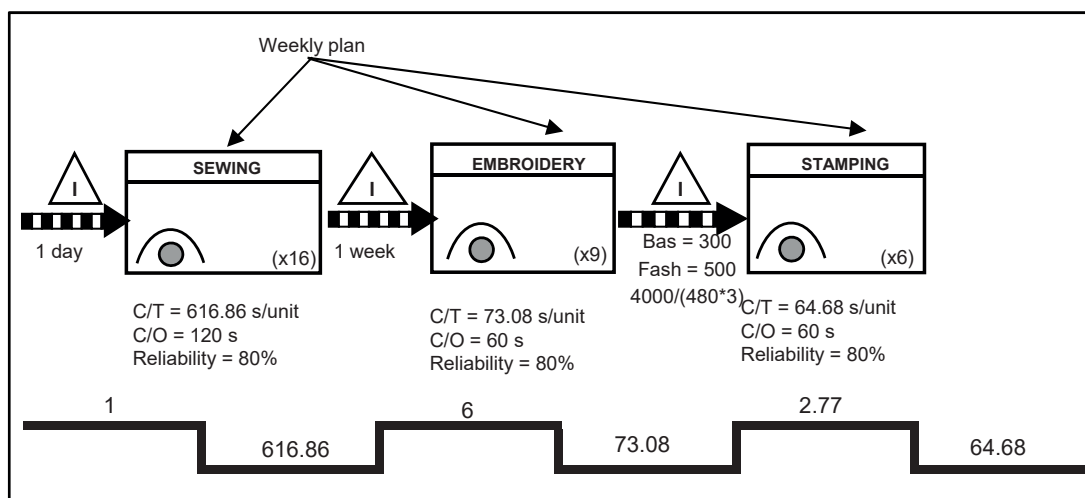 Weekly plan
SEWING
EMBROIDERY
STAMPING
I
I
I
1 day
(x16)
1 week
(x9)
Bas = 300
Fash = 500
4000/(480*3)
(x6)
C/T = 616.86 s/unit
C/O = 120 s
Reliability = 80%
C/T = 73.08 s/unit
C/O = 60 s
Reliability = 80%
C/T = 64.68 s/unit
C/O = 60 s
Reliability = 80%
1
616.86
6
73.08
2.77
64.68